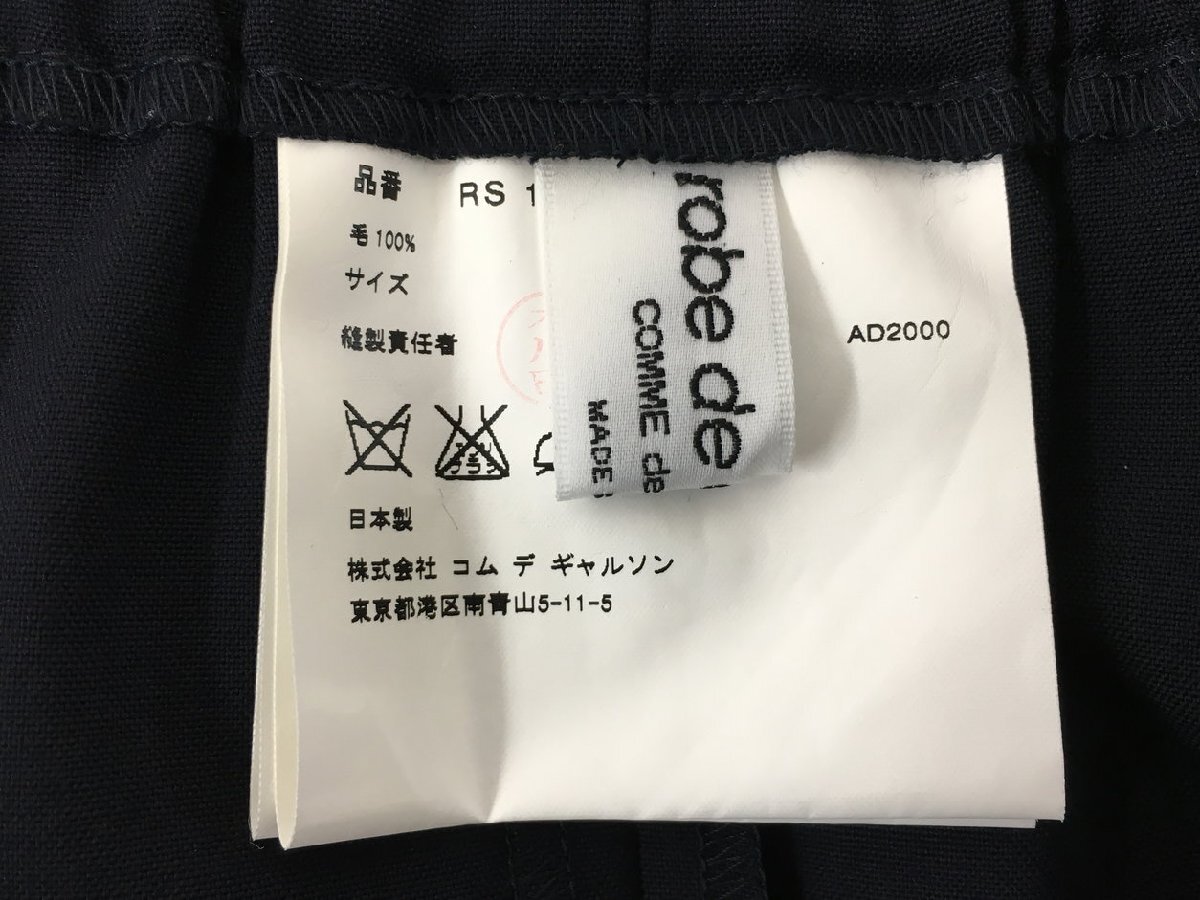 品番 RS 1
毛 100%
サイズ
縫製責任者
AD2000
日本製
株式会社 コム デ ギャルソン
東京都港区南青山5-11-5
robe de
COMME de
MADE